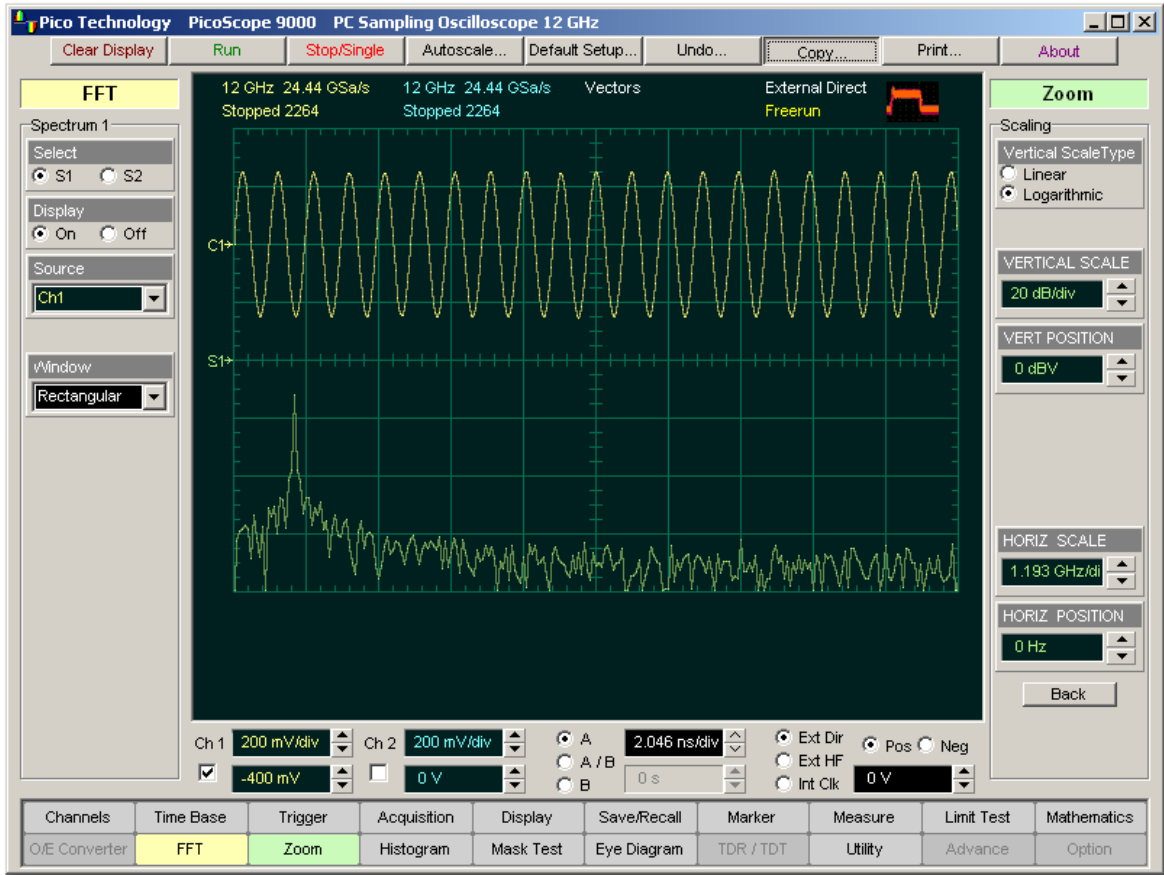 Pico Technology PicoScope 9000 PC Sampling Oscilloscope 12 GHz
Clear Display Run Stop/Single Autoscale... Default Setup... Undo... Copy... Print... About
FFT
Spectrum 1
Select
S1 S2
Display
On Off
Source
Ch1
Window
Rectangular
12 GHz 24.44 GSa/s 12 GHz 24.44 GSa/s Vectors External Direct
Stopped 2264 Stopped 2264 Freerun
C1
S1
Zoom
Scaling
Vertical ScaleType
Linear
Logarithmic
VERTICAL SCALE
20 dB/div
VERT POSITION
0 dBV
HORIZ SCALE
1.193 GHz/di
HORIZ POSITION
0 Hz
Back
Ch 1 200 mV/div Ch 2 200 mV/div A 2.046 ns/div Ext Dir Pos Neg
A / B Ext HF
-400 mV 0 V B 0 s Int Clk 0 V
Channels Time Base Trigger Acquisition Display Save/Recall Marker Measure Limit Test Mathematics
O/E Converter FFT Zoom Histogram Mask Test Eye Diagram TDR / TDT Utility Advance Option